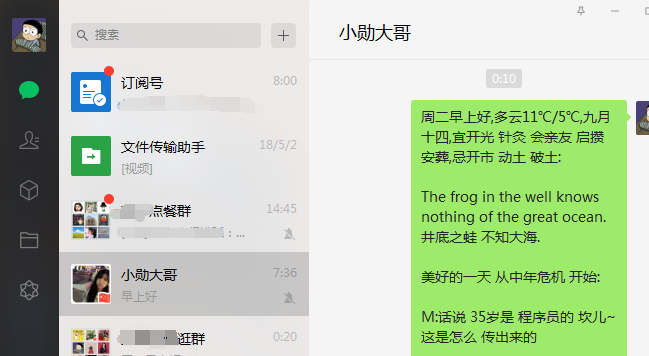 搜索
订阅号
8:00
文件传输助手
18/5/2
[视频]
点餐群
14:45
小勋大哥
7:36
早上好
逛群
0:20
小勋大哥
0:10
周二早上好,多云11℃/5℃,九月
十四,宜开光 针灸 会亲友 启攒
安葬,忌开市 动土 破土:
The frog in the well knows
nothing of the great ocean.
井底之蛙 不知大海.
美好的一天 从中年危机 开始:
M:话说 35岁是 程序员的 坎儿~
这是怎么 传出来的